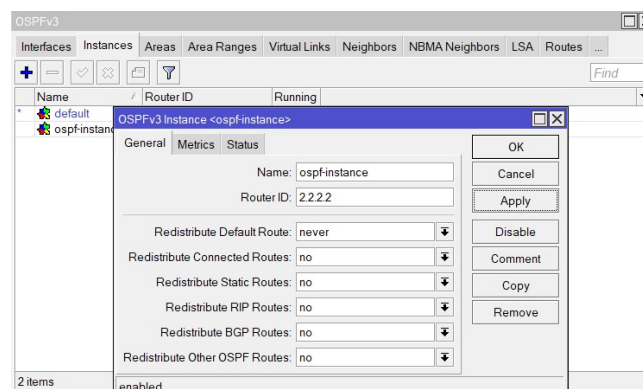 OSPFv3
Interfaces Instances Areas Area Ranges Virtual Links Neighbors NBMA Neighbors LSA Routes ...
Find
Name Router ID Running
* default
ospf-instanc
OSPFv3 Instance <ospf-instance>
General Metrics Status
Name: ospf-instance
Router ID: 2.2.2.2
Redistribute Default Route: never
Redistribute Connected Routes: no
Redistribute Static Routes: no
Redistribute RIP Routes: no
Redistribute BGP Routes: no
Redistribute Other OSPF Routes: no
OK
Cancel
Apply
Disable
Comment
Copy
Remove
2 items
enabled